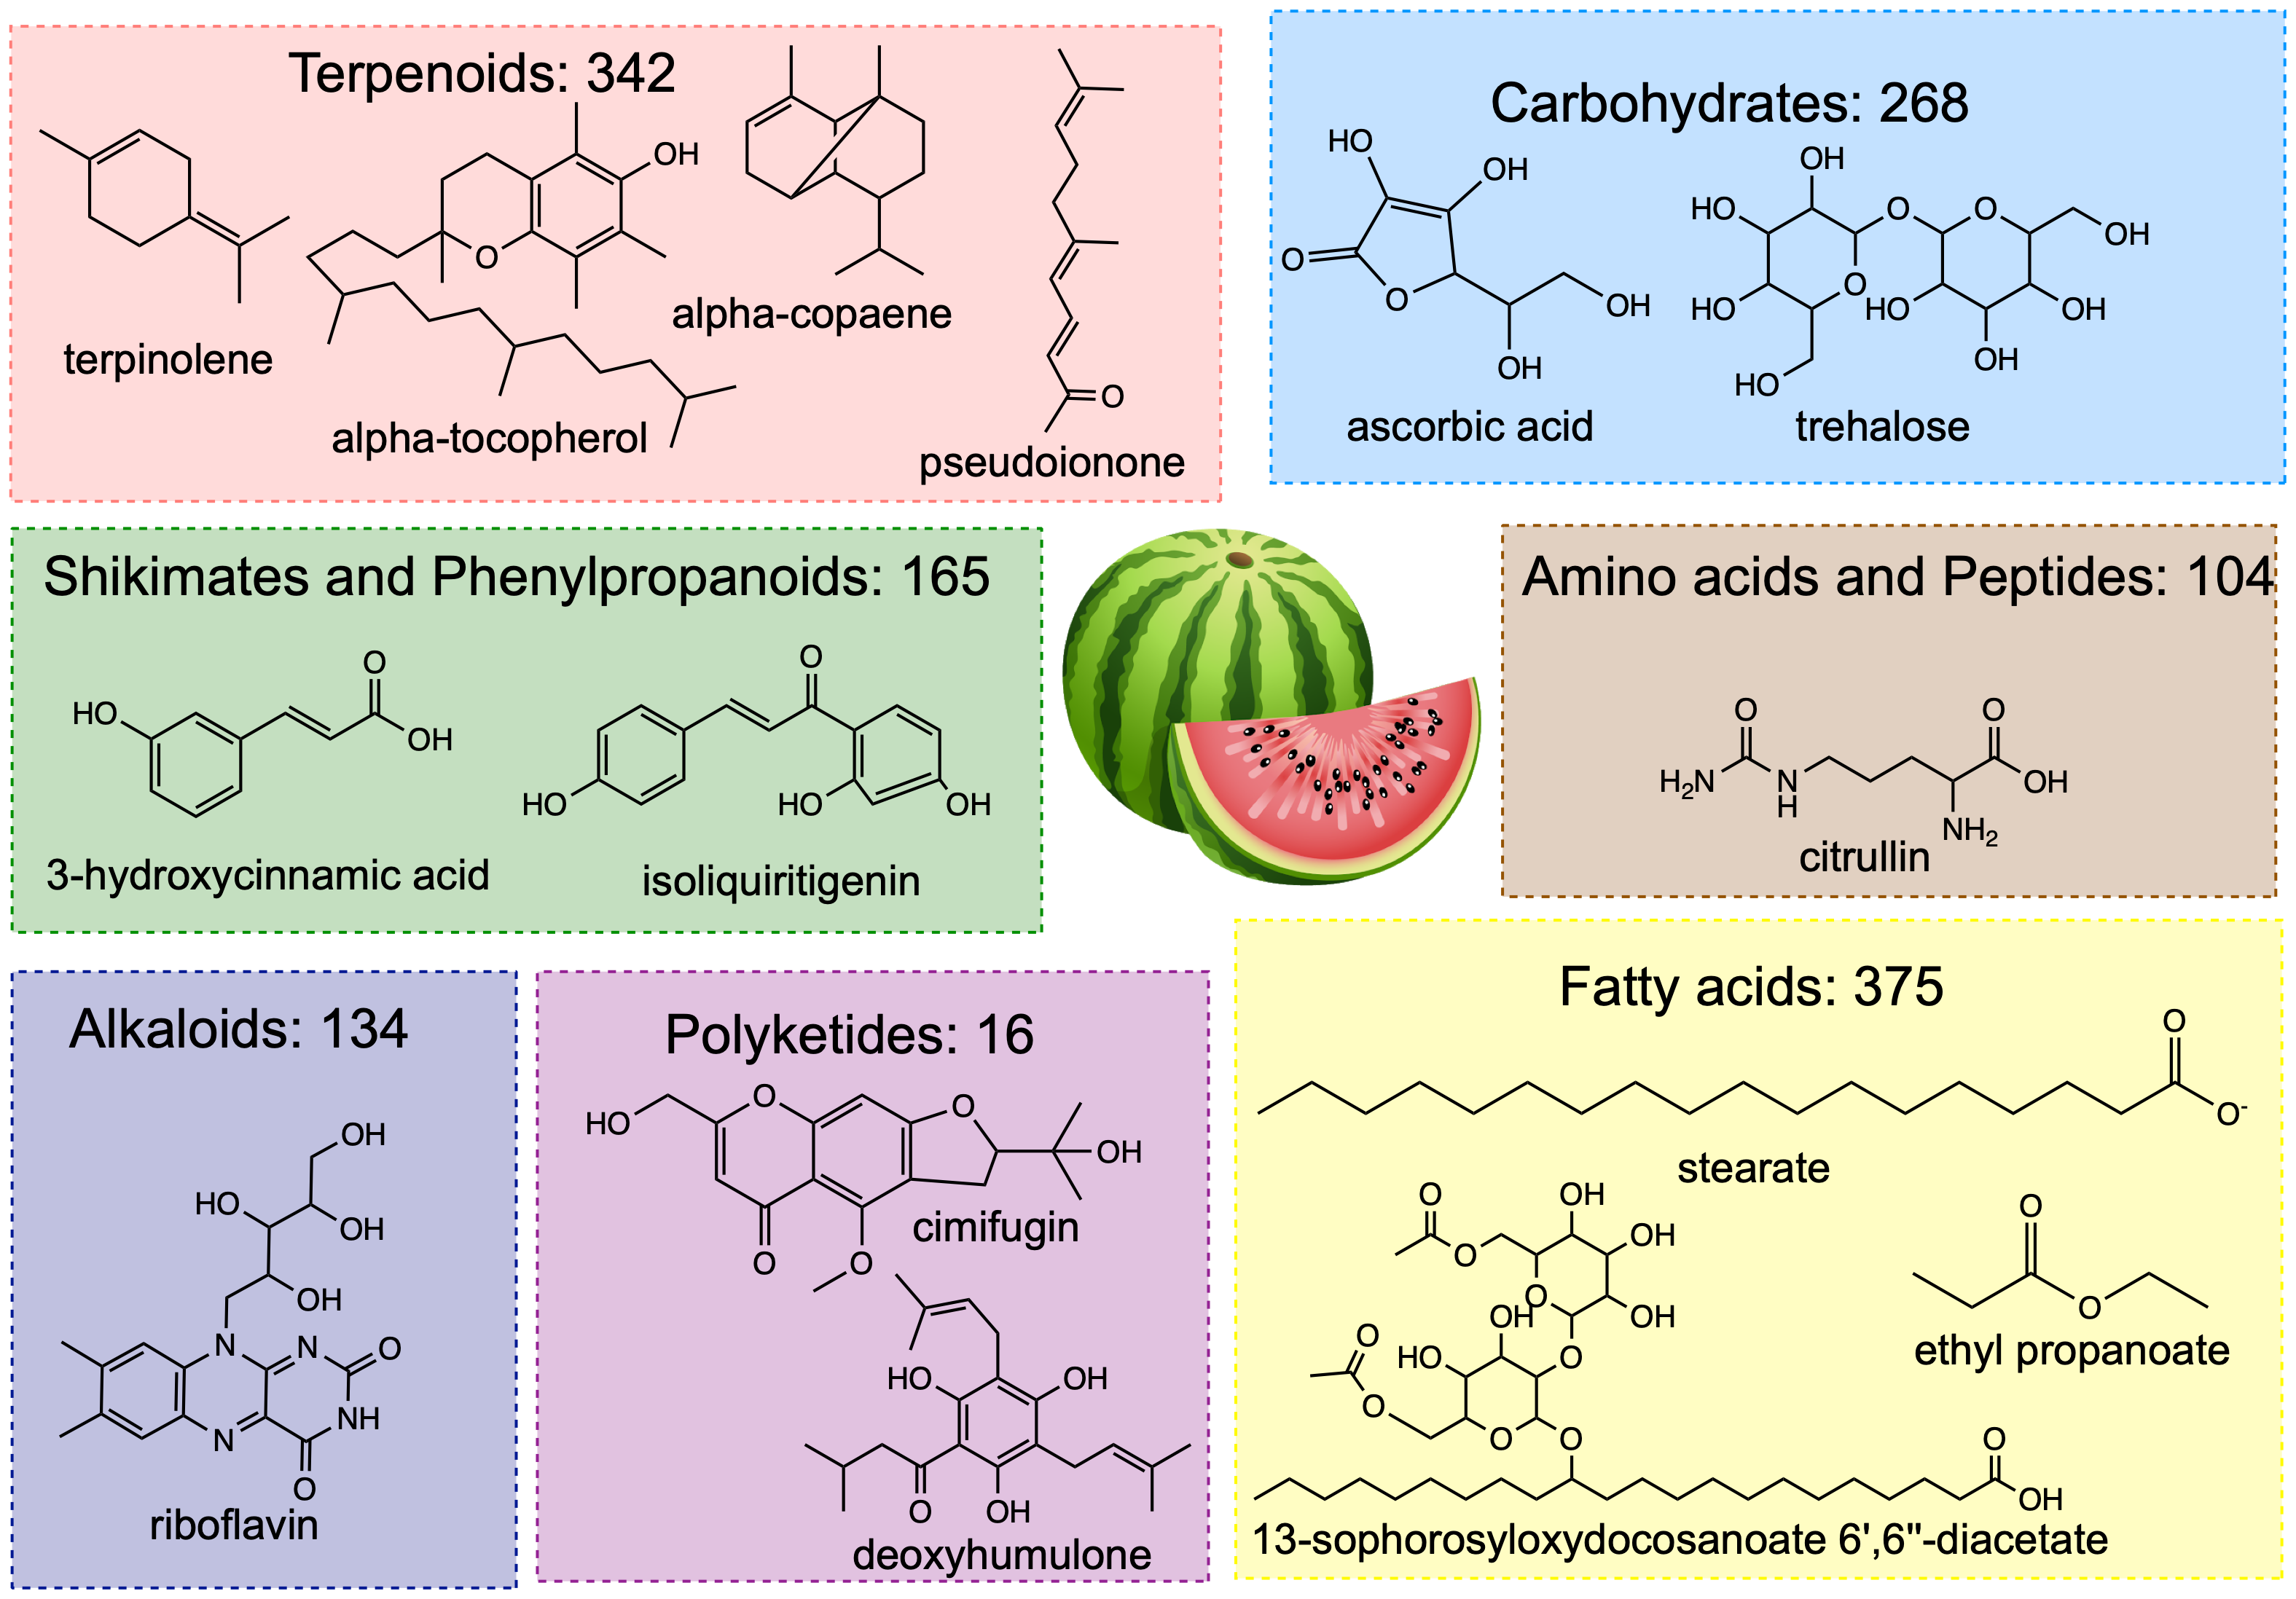 Terpenoids: 342
OH
O
terpinolene
alpha-tocopherol
alpha-copaene
O
pseudoionone
Carbohydrates: 268
HO
OH
O
O
OH
OH
ascorbic acid
OH
HO
O
O
OH
HO
O
HO
OH
OH
HO
trehalose
Shikimates and Phenylpropanoids: 165
HO
O
OH
3-hydroxycinnamic acid
O
HO
HO
OH
isoliquiritigenin
Amino acids and Peptides: 104
O
O
H2N
N
H
OH
NH2
citrullin
Alkaloids: 134
OH
HO
OH
OH
N
N
O
NH
N
O
riboflavin
Polyketides: 16
O
O
HO
OH
O
O
cimifugin
HO
OH
O
OH
deoxyhumulone
Fatty acids: 375
O
O-
stearate
O
OH
O
OH
O
OH
OH
O
HO
O
O
O
O
O
OH
O
O
ethyl propanoate
13-sophorosyloxydocosanoate 6',6"-diacetate